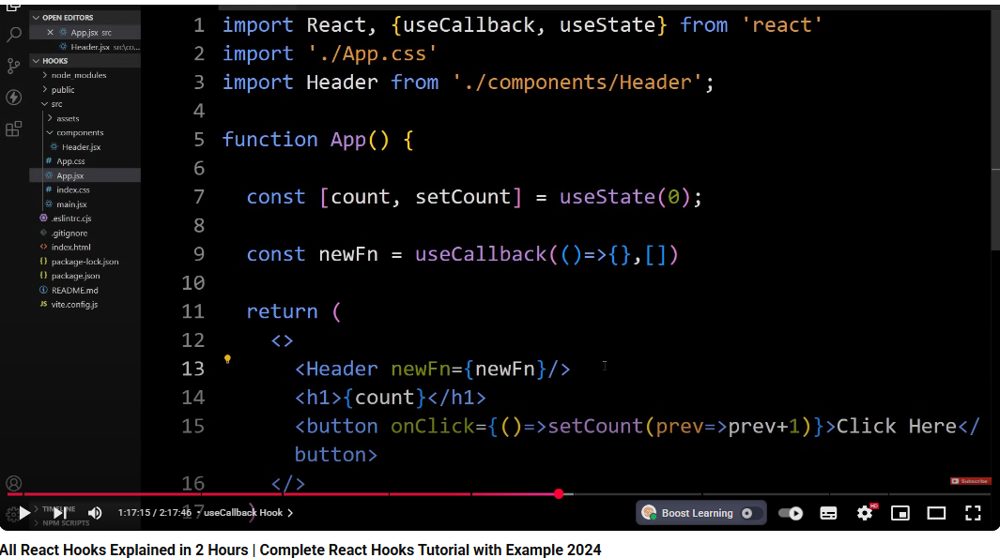 OPEN EDITORS
App.jsx src
Header.jsx src\co...
HOOKS
node_modules
public
src
assets
components
Header.jsx
# App.css
App.jsx
# index.css
main.jsx
.eslintrc.cjs
.gitignore
<> index.html
{} package-lock.json
{} package.json
README.md
JS vite.config.js
TIMELINE
NPM SCRIPTS
1 import React, {useCallback, useState} from 'react'
2 import './App.css'
3 import Header from './components/Header';
4
5 function App() {
6
7 const [count, setCount] = useState(0);
8
9 const newFn = useCallback(()=>{},[])
10
11 return (
12 <>
13 <Header newFn={newFn}/>
14 <h1>{count}</h1>
15 <button onClick={()=>setCount(prev=>prev+1)}>Click Here</
button>
16 </>
17 )
Subscribe
1:17:15 / 2:17:46 • useCallback Hook
Boost Learning
HD
All React Hooks Explained in 2 Hours | Complete React Hooks Tutorial with Example 2024